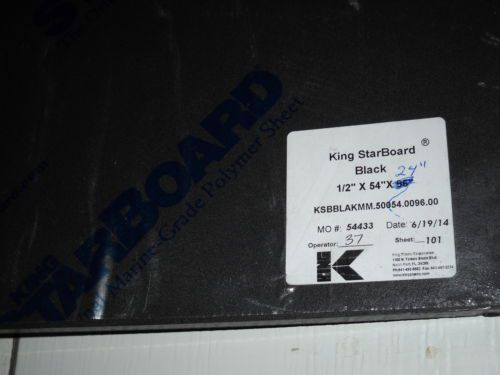 King StarBoard ®
Black
24"
1/2" X 54"X 96"
KSBBLAKMM.50054.0096.00
MO #: 54433 Date: 6/19/14
Operator: 37 Sheet: 101
K
King
STARBOARD
Marine-Grade Polymer Sheet